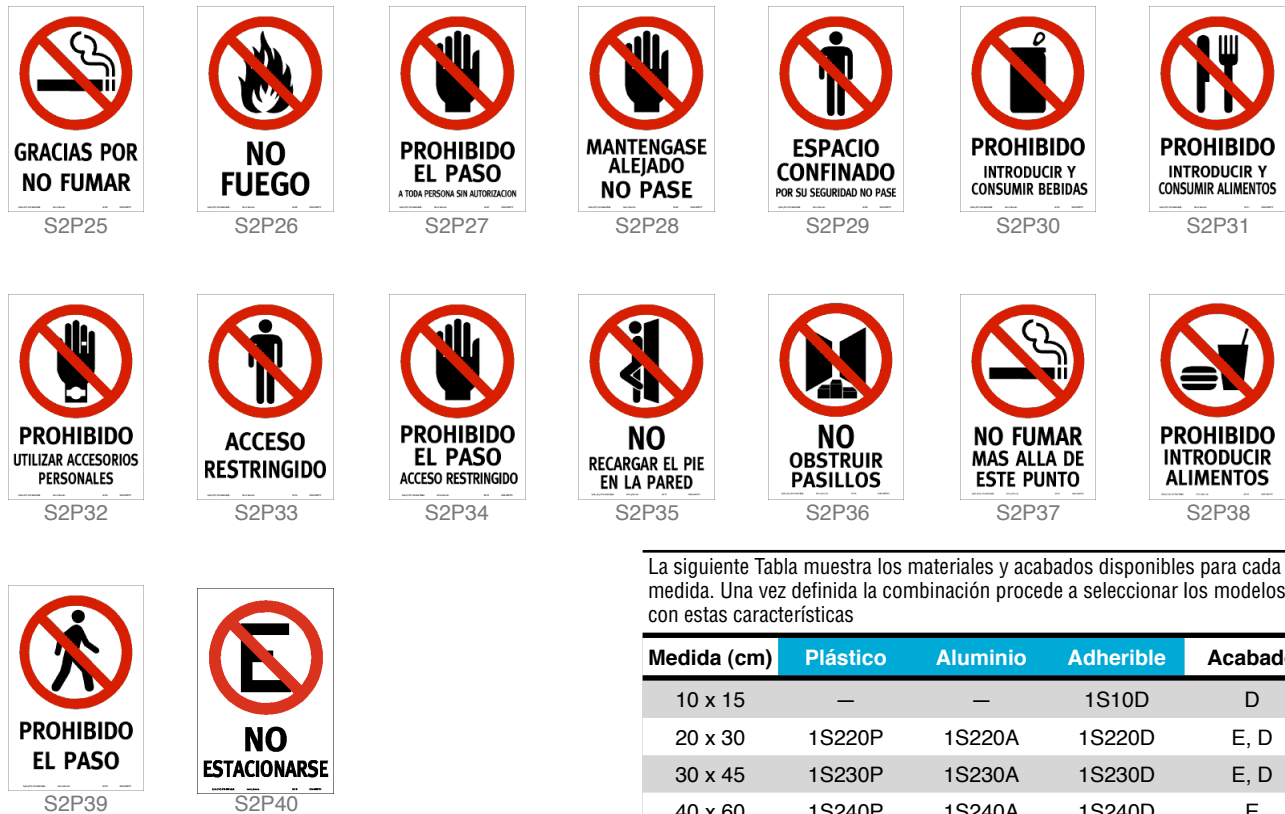 GRACIAS POR
NO FUMAR
S2P25
NO
FUEGO
S2P26
PROHIBIDO
EL PASO
A TODA PERSONA SIN AUTORIZACION
S2P27
MANTENGASE
ALEJADO
NO PASE
S2P28
ESPACIO
CONFINADO
POR SU SEGURIDAD NO PASE
S2P29
PROHIBIDO
INTRODUCIR Y
CONSUMIR BEBIDAS
S2P30
PROHIBIDO
INTRODUCIR Y
CONSUMIR ALIMENTOS
S2P31
PROHIBIDO
UTILIZAR ACCESORIOS
PERSONALES
S2P32
ACCESO
RESTRINGIDO
S2P33
PROHIBIDO
EL PASO
ACCESO RESTRINGIDO
S2P34
NO
RECARGAR EL PIE
EN LA PARED
S2P35
NO
OBSTRUIR
PASILLOS
S2P36
NO FUMAR
MAS ALLA DE
ESTE PUNTO
S2P37
PROHIBIDO
INTRODUCIR
ALIMENTOS
S2P38
PROHIBIDO
EL PASO
S2P39
E
NO
ESTACIONARSE
S2P40
La siguiente Tabla muestra los materiales y acabados disponibles para cada
medida. Una vez definida la combinación procede a seleccionar los modelos
con estas características
Medida (cm) Plástico Aluminio Adherible Acabad
10 x 15 — — 1S10D D
20 x 30 1S220P 1S220A 1S220D E, D
30 x 45 1S230P 1S230A 1S230D E, D
40 x 60 1S240P 1S240A 1S240D E